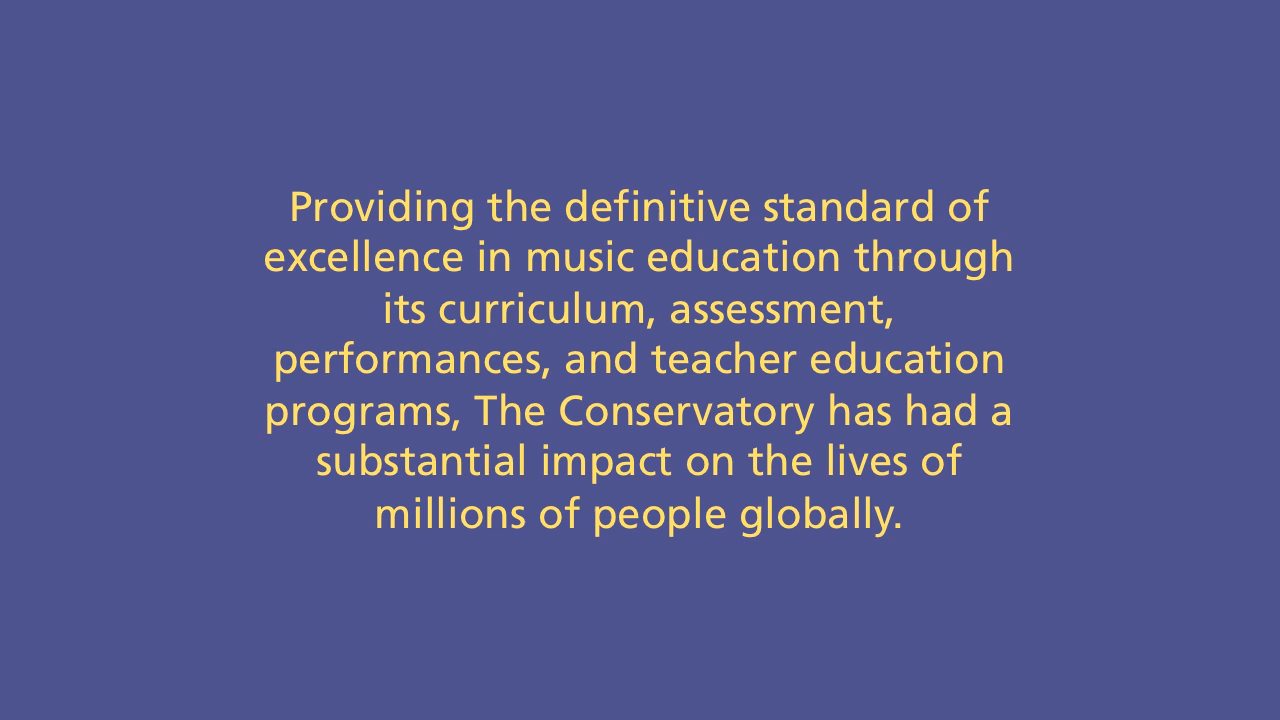 Providing the definitive standard of
excellence in music education through
its curriculum, assessment,
performances, and teacher education
programs, The Conservatory has had a
substantial impact on the lives of
millions of people globally.